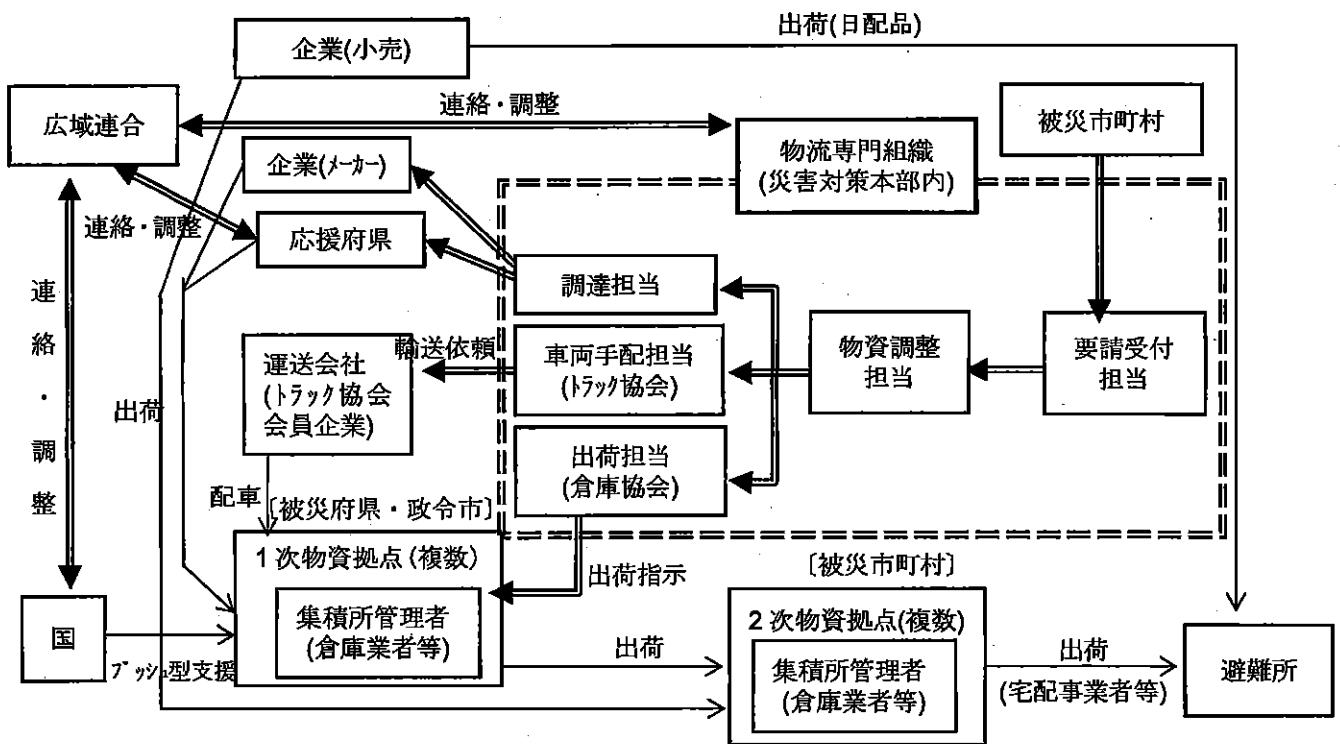 出荷(日配品)
企業(小売)
広域連合
連絡・調整
被災市町村
企業(ﾒｰｶｰ)
物流専門組織
(災害対策本部内)
連絡・調整
応援府県
調達担当
連絡・調整
運送会社
(ﾄﾗｯｸ協会
会員企業)
輸送依頼
車両手配担当
(ﾄﾗｯｸ協会)
物資調整
担当
要請受付
担当
出荷
出荷担当
(倉庫協会)
配車
〔被災府県・政令市〕
1次物資拠点(複数)
集積所管理者
(倉庫業者等)
出荷指示
〔被災市町村〕
国
ﾌﾟｯｼｭ型支援
出荷
2次物資拠点(複数)
集積所管理者
(倉庫業者等)
出荷
(宅配事業者等)
避難所